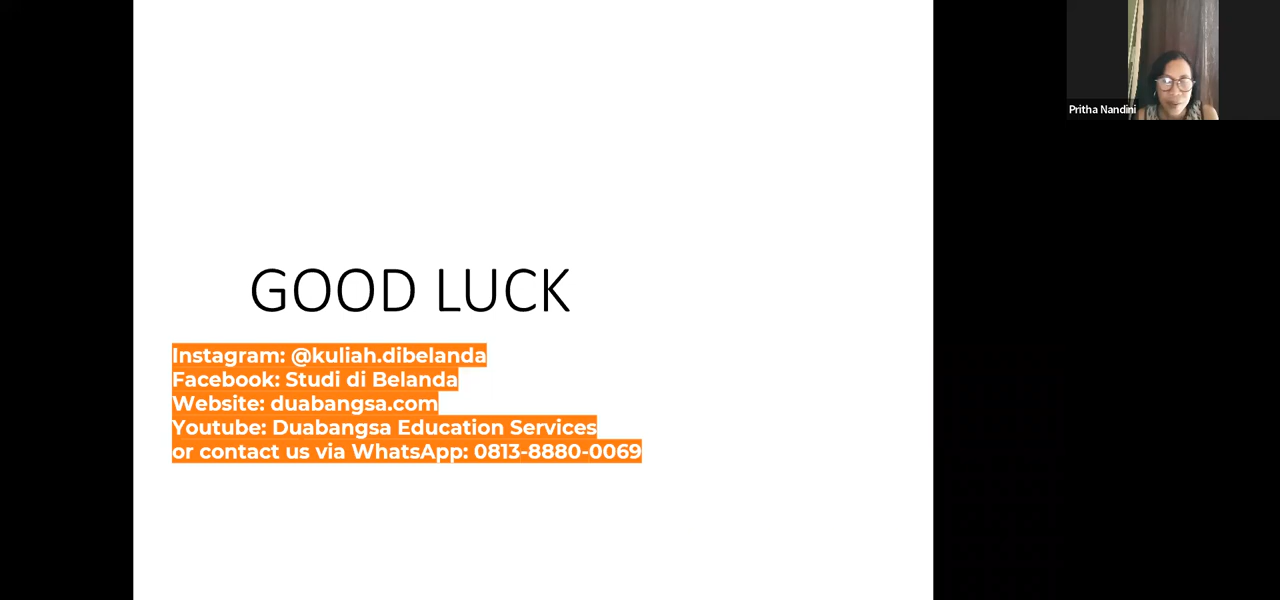 GOOD LUCK
Instagram: @kuliah.dibelanda
Facebook: Studi di Belanda
Website: duabangsa.com
Youtube: Duabangsa Education Services
or contact us via WhatsApp: 0813-8880-0069
Pritha Nandini